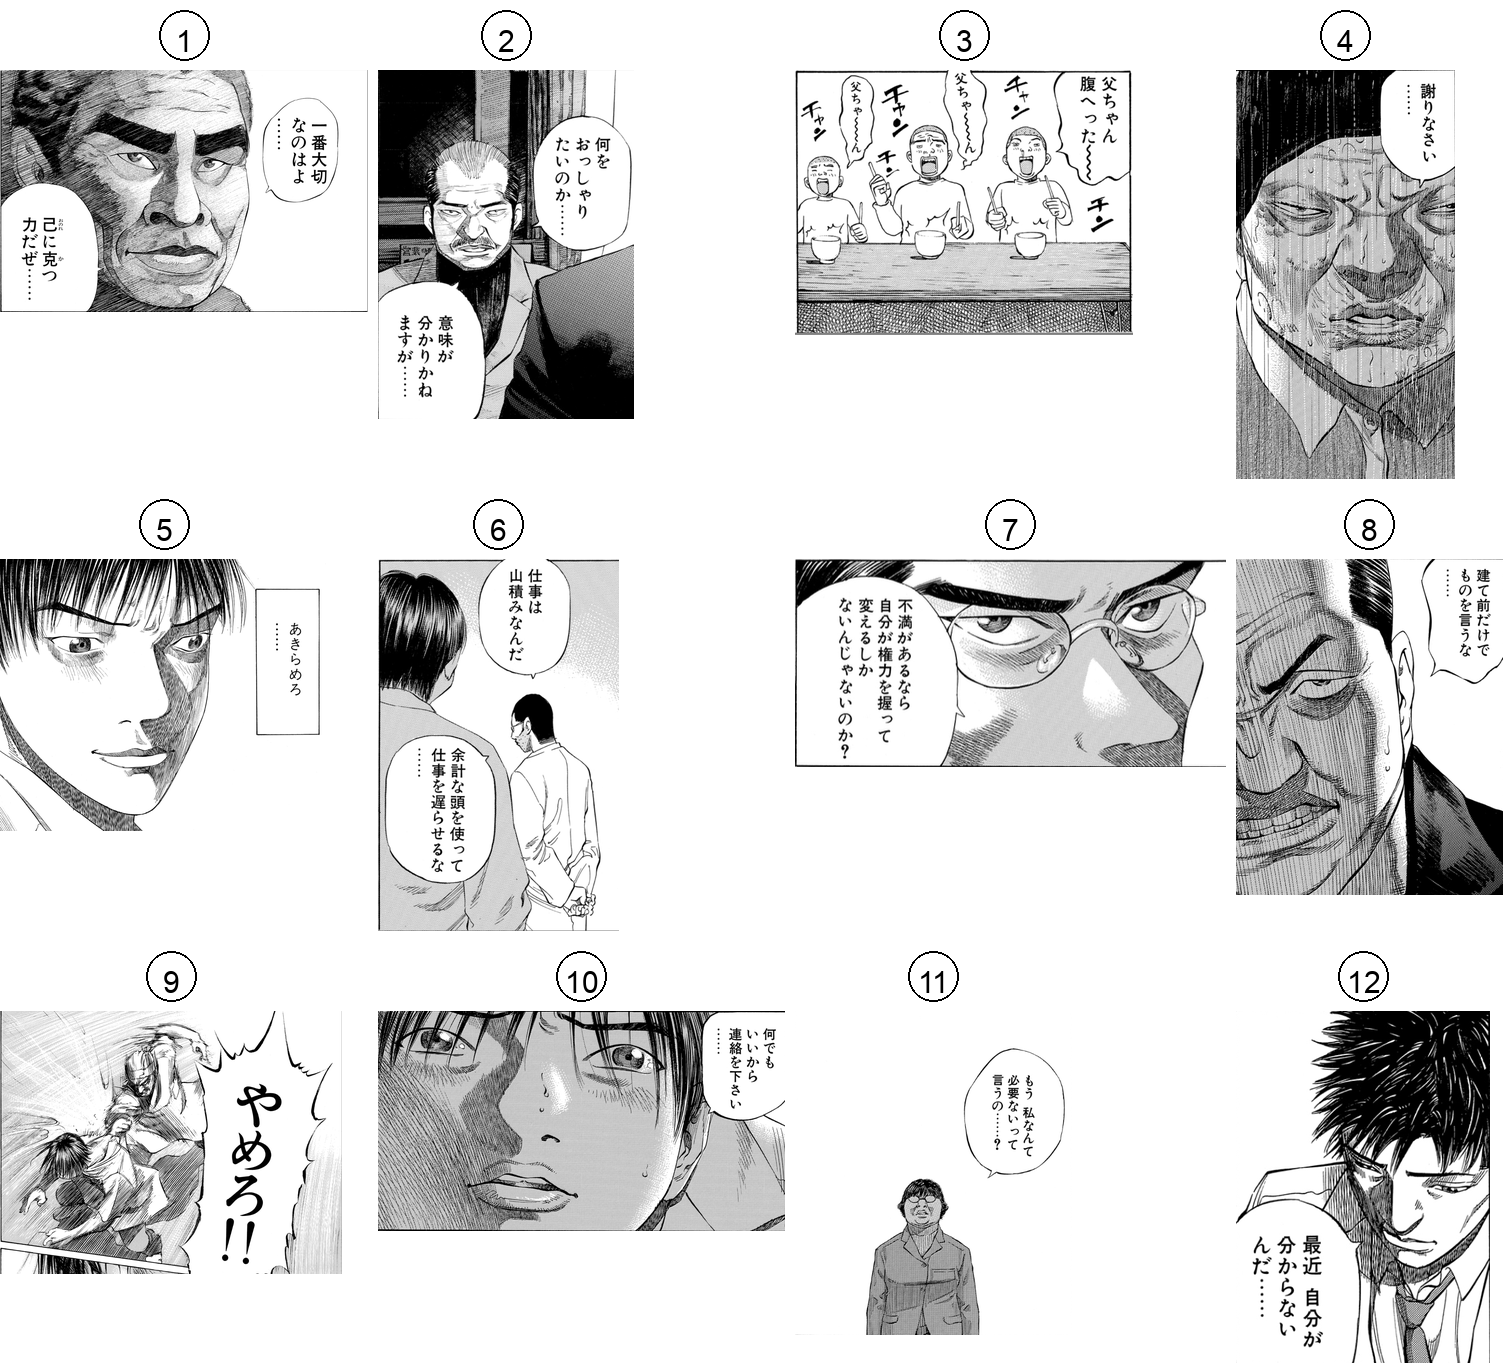 1
一番大切
なのはよ
……
己に克つ
おのれ
か
力だぜ……
2
何を
おっしゃり
たいのか……
意味が
分かりかね
ますが……
3
父ちゃん
腹へった〜〜
チャン
父ちゃ〜〜〜ん
チャン
父ちゃ〜〜ん
チャン
チン
チン
4
謝りなさい
……
5
あきらめろ
……
6
仕事は
山積みなんだ
余計な頭を使って
仕事を遅らせるな
……
7
不満があるなら
自分が権力を握って
変えるしか
ないんじゃないのか?
8
建て前だけで
ものを言うな
……
9
やめろ!!
10
何でも
いいから
連絡を下さい
……
11
もう 私なんて
必要ないって
言うの……?
12
最近 自分が
分からない
んだ……